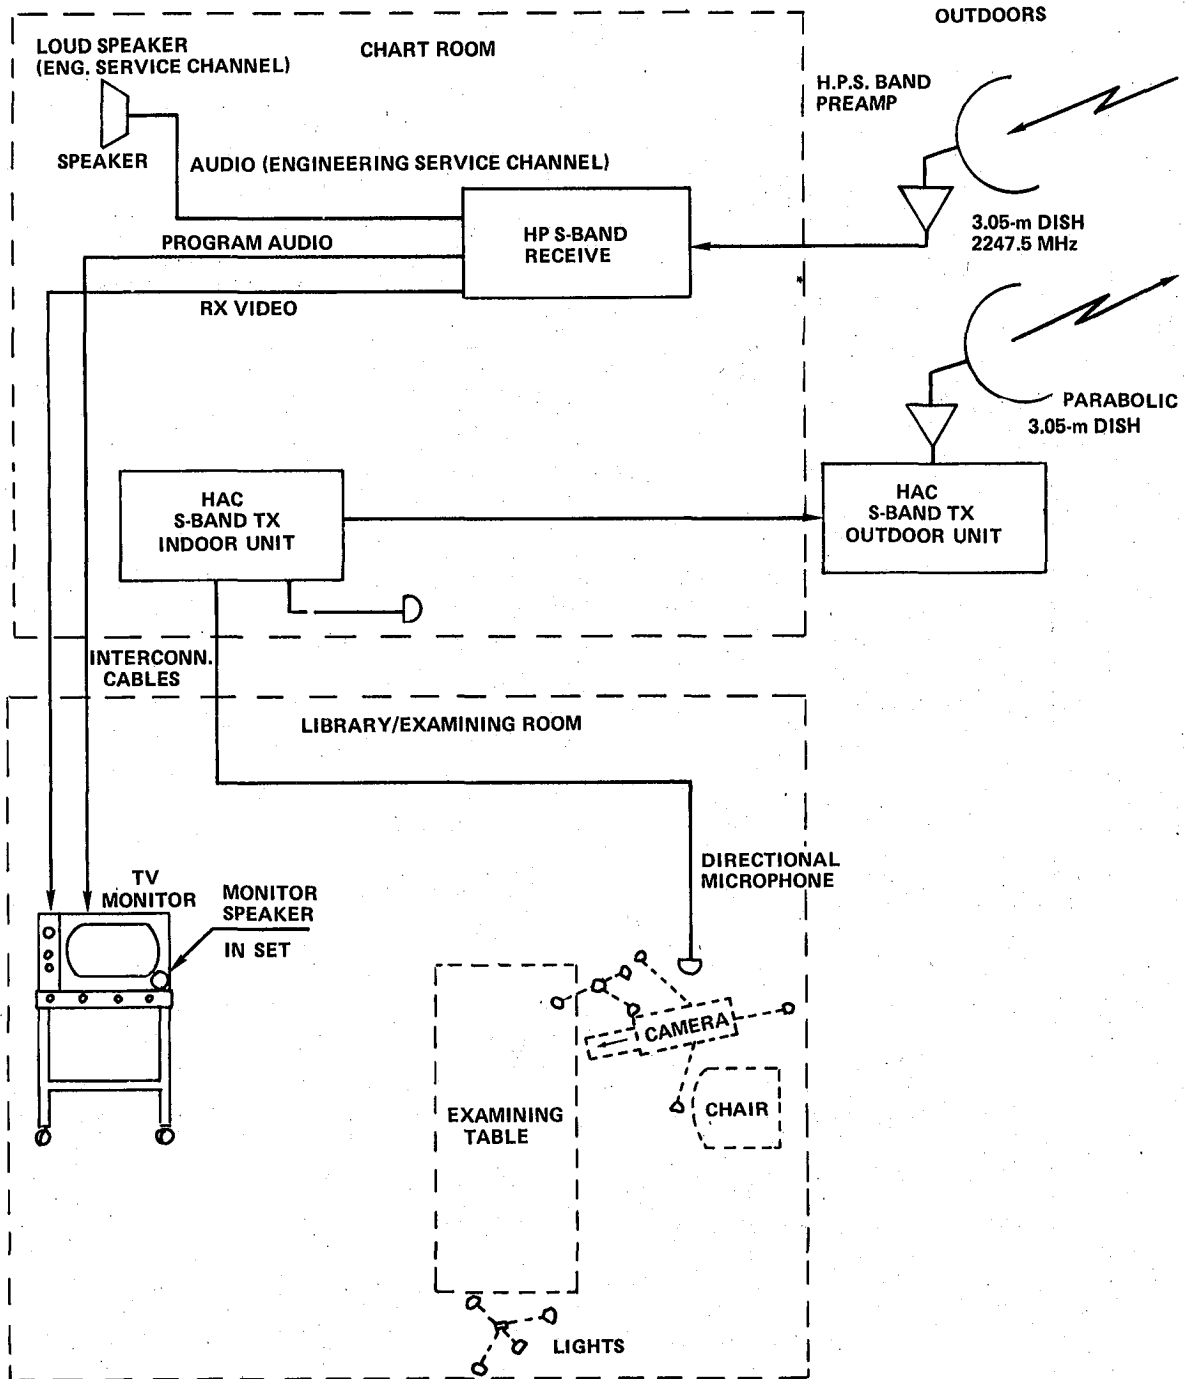 OUTDOORS
LOUD SPEAKER
(ENG. SERVICE CHANNEL)
CHART ROOM
H.P.S. BAND
PREAMP
SPEAKER
AUDIO (ENGINEERING SERVICE CHANNEL)
3.05-m DISH
2247.5 MHz
HP S-BAND
RECEIVE
PROGRAM AUDIO
RX VIDEO
PARABOLIC
3.05-m DISH
HAC
S-BAND TX
INDOOR UNIT
HAC
S-BAND TX
OUTDOOR UNIT
INTERCONN.
CABLES
LIBRARY/EXAMINING ROOM
DIRECTIONAL
MICROPHONE
TV
MONITOR
MONITOR
SPEAKER
IN SET
CAMERA
EXAMINING
TABLE
CHAIR
LIGHTS